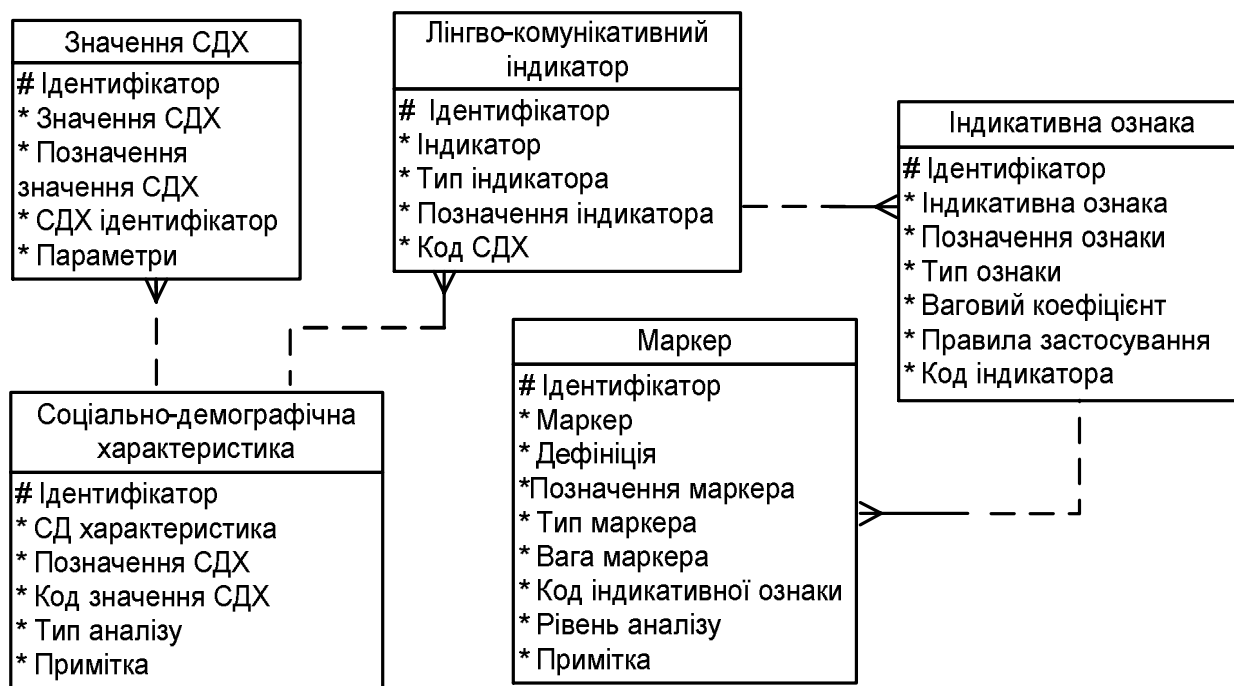 Значення СДХ
# Ідентифікатор
* Значення СДХ
* Позначення
значення СДХ
* СДХ ідентифікатор
* Параметри
Лінгво-комунікативний
індикатор
# Ідентифікатор
* Індикатор
* Тип індикатора
* Позначення індикатора
* Код СДХ
Індикативна ознака
# Ідентифікатор
* Індикативна ознака
* Позначення ознаки
* Тип ознаки
* Ваговий коефіцієнт
* Правила застосування
* Код індикатора
Соціально-демографічна
характеристика
# Ідентифікатор
* СД характеристика
* Позначення СДХ
* Код значення СДХ
* Тип аналізу
* Примітка
Маркер
# Ідентифікатор
* Маркер
* Дефініція
*Позначення маркера
* Тип маркера
* Вага маркера
* Код індикативної ознаки
* Рівень аналізу
* Примітка